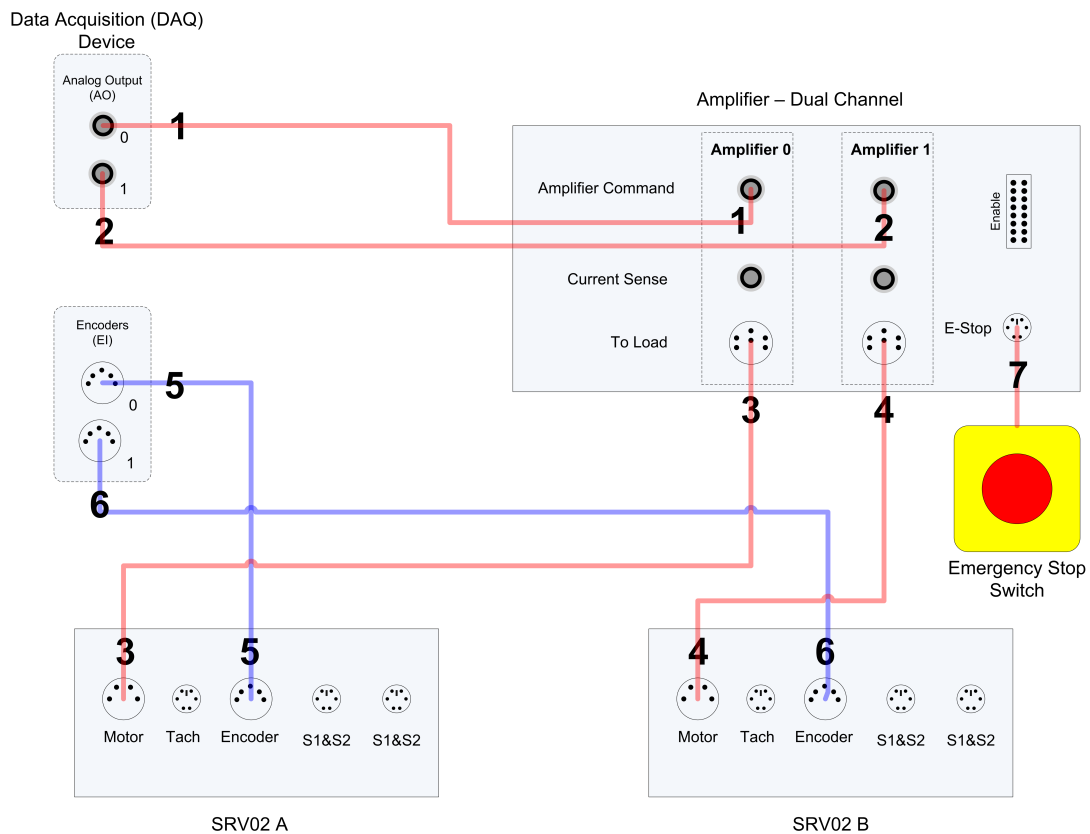 Data Acquisition (DAQ)
Device
Analog Output
(AO)
0
1
1
2
Amplifier – Dual Channel
Amplifier 0
Amplifier 1
Amplifier Command
1
2
Enable
Current Sense
To Load
E-Stop
3
4
7
Encoders
(EI)
0
5
1
6
Emergency Stop
Switch
3
5
Motor
Tach
Encoder
S1&S2
S1&S2
SRV02 A
4
6
Motor
Tach
Encoder
S1&S2
S1&S2
SRV02 B